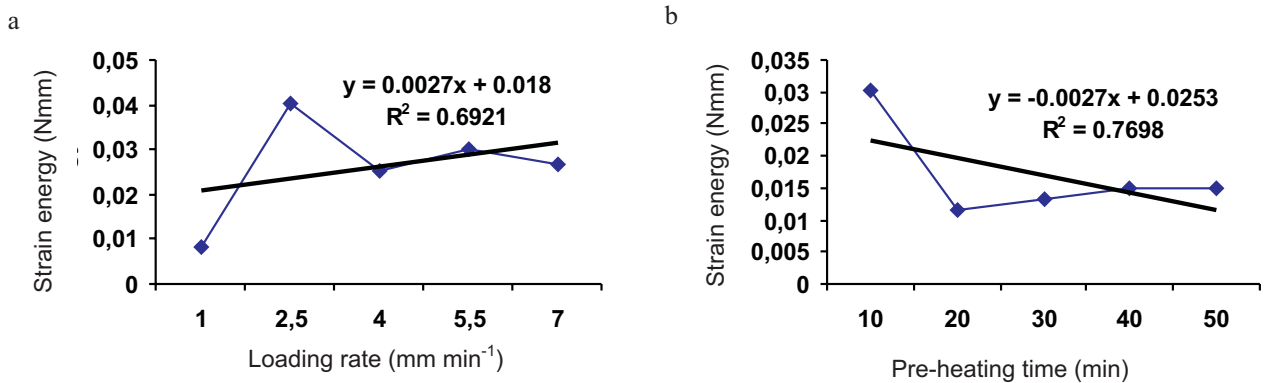 a
Strain energy (Nmm)
0,05
0,04
0,03
0,02
0,01
0
y = 0.0027x + 0.018
R² = 0.6921
1 2,5 4 5,5 7
Loading rate (mm min⁻¹)
b
Strain energy (Nmm)
0,035
0,03
0,025
0,02
0,015
0,01
0,005
0
y = -0.0027x + 0.0253
R² = 0.7698
10 20 30 40 50
Pre-heating time (min)